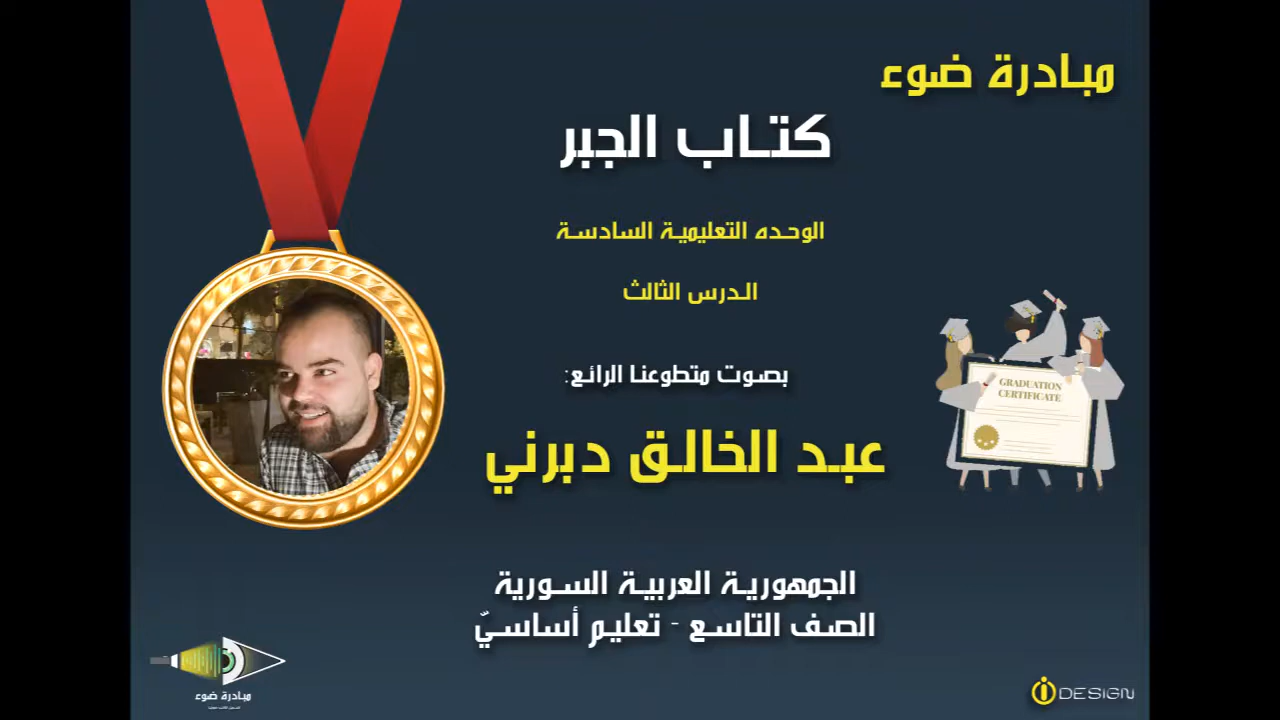 مبادرة ضوء
كتاب الجبر
الوحده التعليمية السادسة
الدرس الثالث
بصوت متطوعنا الرائع:
عبد الخالق دبرني
GRADUATION
CERTIFICATE
الجمهورية العربية السورية
الصف التاسع - تعليم أساسيّ
مبادرة ضوء
iDESIGN